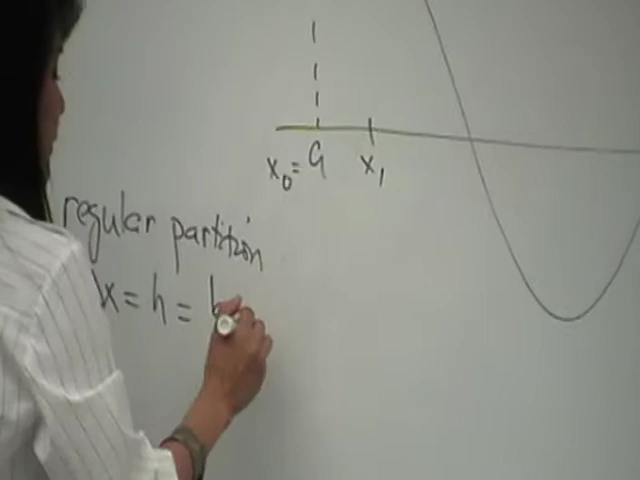 x₀ = a x₁
regular partition
x = h = b